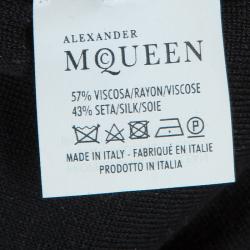 ALEXANDER
McQUEEN
57% VISCOSA/RAYON/VISCOSE
43% SETA/SILK/SOIE
MADE IN ITALY - FABRIQUÉ EN ITALIE
PRODOTTO IN ITALIA